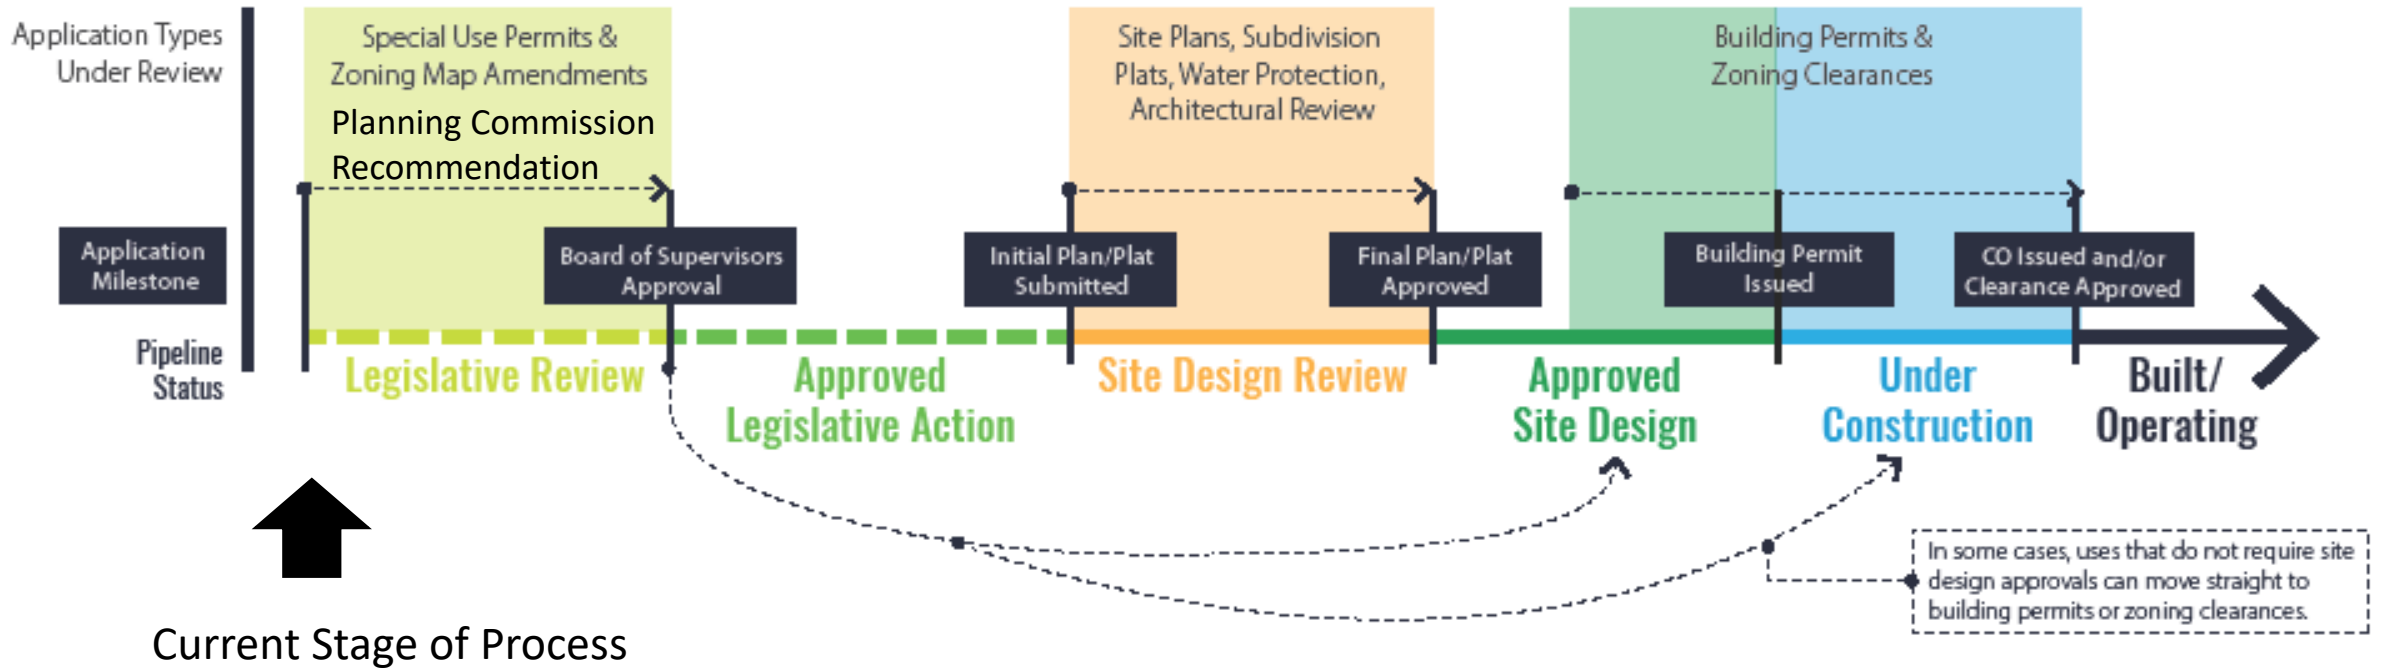 Application Types
Under Review
Special Use Permits &
Zoning Map Amendments
Planning Commission
Recommendation
Site Plans, Subdivision
Plats, Water Protection,
Architectural Review
Building Permits &
Zoning Clearances
Application
Milestone
Board of Supervisors
Approval
Initial Plan/Plat
Submitted
Final Plan/Plat
Approved
Building Permit
Issued
CO Issued and/or
Clearance Approved
Pipeline
Status
Legislative Review
Approved
Legislative Action
Site Design Review
Approved
Site Design
Under
Construction
Built/
Operating
In some cases, uses that do not require site
design approvals can move straight to
building permits or zoning clearances.
Current Stage of Process